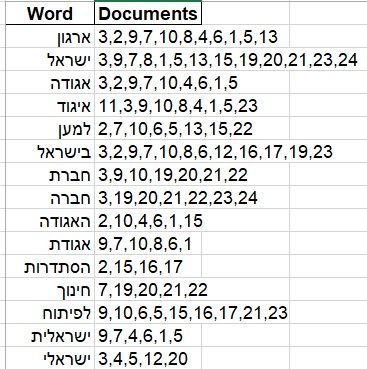 Word Documents
ארגון 3,2,9,7,10,8,4,6,1,5,13
ישראל 3,9,7,8,1,5,13,15,19,20,21,23,24
אגודה 3,2,9,7,10,4,6,1,5
איגוד 11,3,9,10,8,4,1,5,23
למען 2,7,10,6,5,13,15,22
בישראל 3,2,9,7,10,8,6,12,16,17,19,23
חברת 3,9,10,19,20,21,22
חברה 3,19,20,21,22,23,24
האגודה 2,10,4,6,1,15
אגודת 9,7,10,8,6,1
הסתדרות 2,15,16,17
חינוך 7,19,20,21,22
לפיתוח 9,10,6,5,15,16,17,21,23
ישראלית 9,7,4,6,1,5
ישראלי 3,4,5,12,20